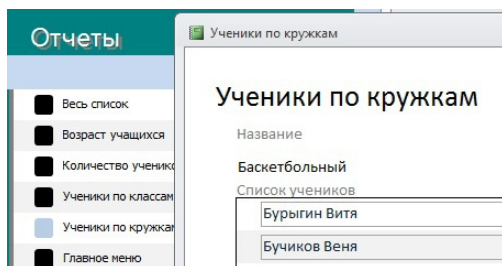 Отчеты
Весь список
Возраст учащихся
Количество ученико
Ученики по классам
Ученики по кружкам
Главное меню
Ученики по кружкам
Ученики по кружкам
Название
Баскетбольный
Список учеников
Бурыгин Витя
Бучиков Веня